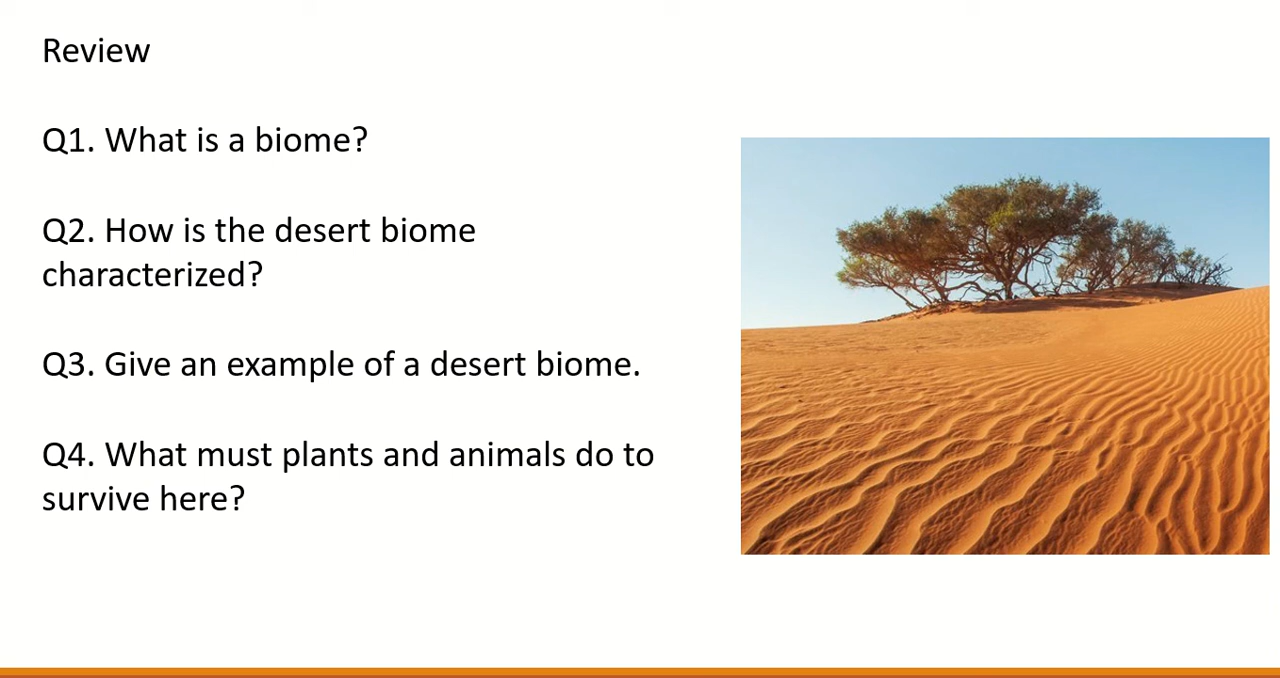 Review
Q1. What is a biome?
Q2. How is the desert biome
characterized?
Q3. Give an example of a desert biome.
Q4. What must plants and animals do to
survive here?